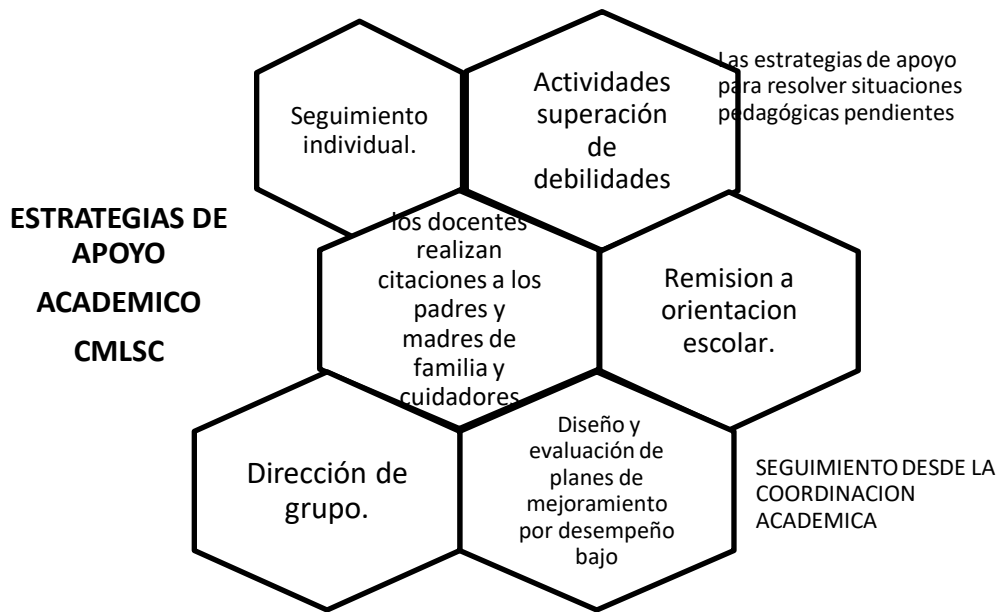 Seguimiento
individual.
Actividades
superación
de
debilidades
Las estrategias de apoyo
para resolver situaciones
pedagógicas pendientes
ESTRATEGIAS DE
APOYO
ACADEMICO
CMLSC
los docentes
realizan
citaciones a los
padres y
madres de
familia y
cuidadores
Remision a
orientacion
escolar.
Dirección de
grupo.
Diseño y
evaluación de
planes de
mejoramiento
por desempeño
bajo
SEGUIMIENTO DESDE LA
COORDINACION
ACADEMICA